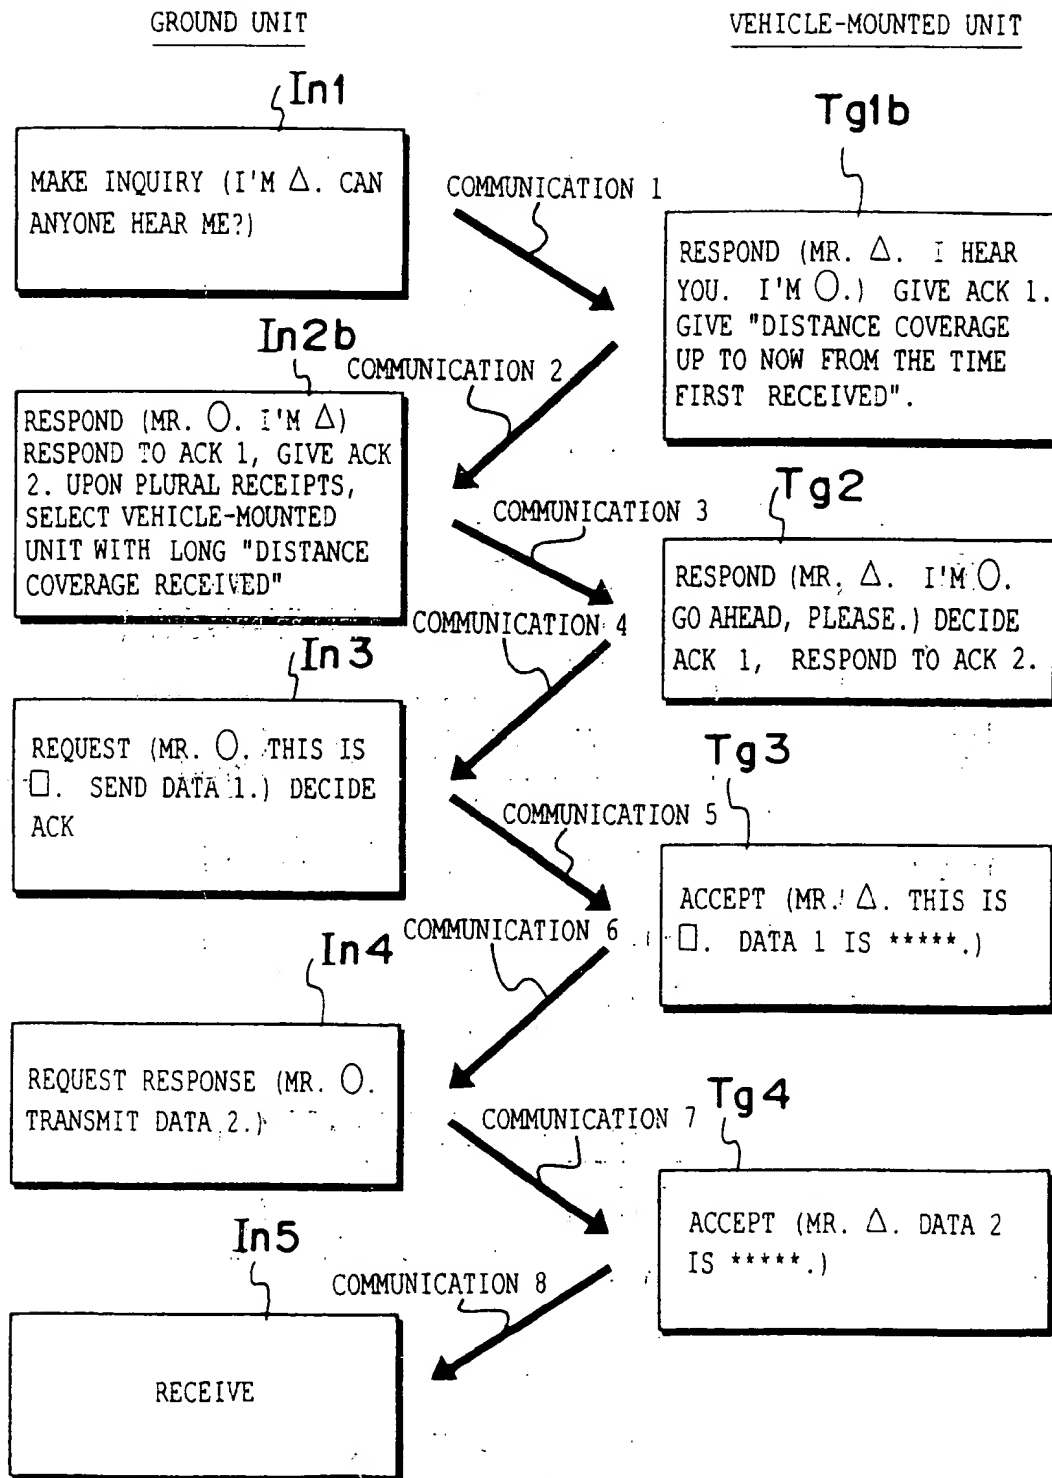 GROUND UNIT
VEHICLE-MOUNTED UNIT
In1
MAKE INQUIRY (I'M △. CAN
ANYONE HEAR ME?)
COMMUNICATION 1
Tg1b
RESPOND (MR. △. I HEAR
YOU. I'M ○.) GIVE ACK 1.
GIVE "DISTANCE COVERAGE
UP TO NOW FROM THE TIME
FIRST RECEIVED".
COMMUNICATION 2
In2b
RESPOND (MR. ○. I'M △)
RESPOND TO ACK 1, GIVE ACK
2. UPON PLURAL RECEIPTS,
SELECT VEHICLE-MOUNTED
UNIT WITH LONG "DISTANCE
COVERAGE RECEIVED"
COMMUNICATION 3
Tg2
RESPOND (MR. △. I'M ○.
GO AHEAD, PLEASE.) DECIDE
ACK 1, RESPOND TO ACK 2.
COMMUNICATION 4
In3
REQUEST (MR. ○. THIS IS
□. SEND DATA 1.) DECIDE
ACK
COMMUNICATION 5
Tg3
ACCEPT (MR. △. THIS IS
□. DATA 1 IS *****.)
COMMUNICATION 6
In4
REQUEST RESPONSE (MR. ○.
TRANSMIT DATA 2.)
COMMUNICATION 7
Tg4
ACCEPT (MR. △. DATA 2
IS *****.)
COMMUNICATION 8
In5
RECEIVE